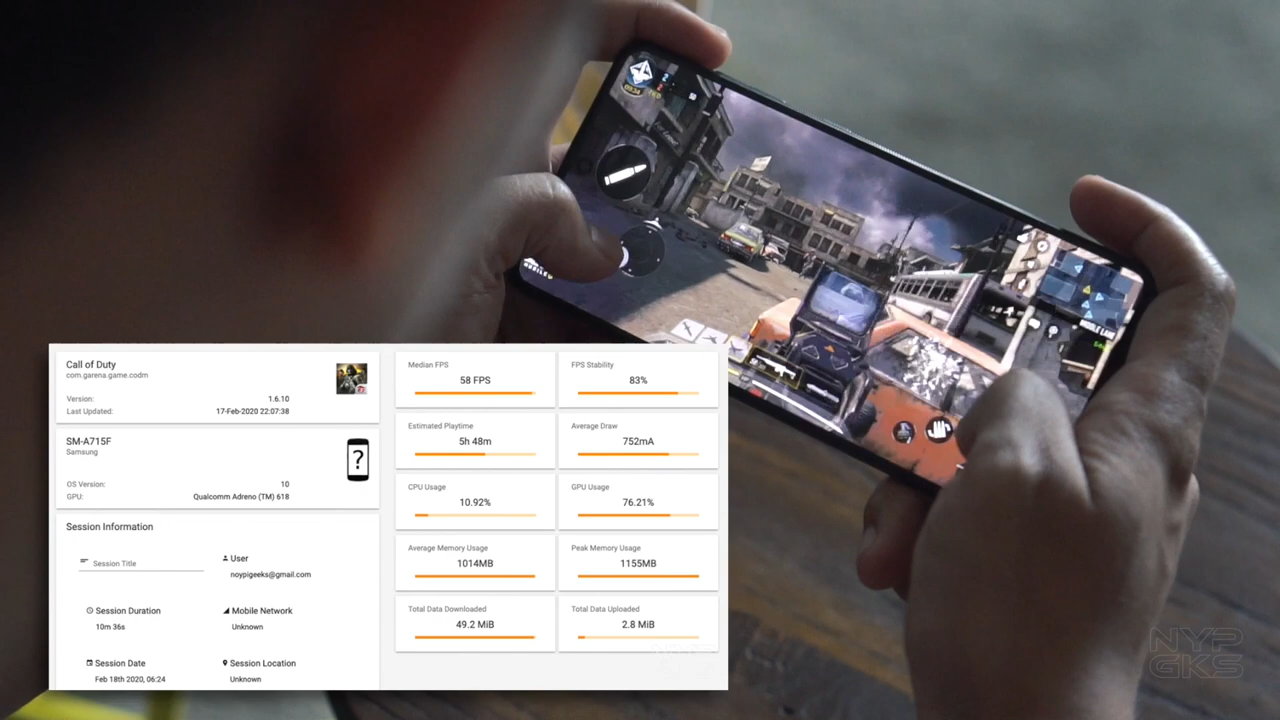 Call of Duty
com.garena.game.codm
Version: 1.6.10
Last Updated: 17-Feb-2020 22:07:38
SM-A715F
Samsung
?
OS Version: 10
GPU: Qualcomm Adreno (TM) 618
Session Information
Session Title
User
noypigeeks@gmail.com
Session Duration
10m 36s
Mobile Network
Unknown
Session Date
Feb 18th 2020, 06:24
Session Location
Unknown
Median FPS
58 FPS
FPS Stability
83%
Estimated Playtime
5h 48m
Average Draw
752mA
CPU Usage
10.92%
GPU Usage
76.21%
Average Memory Usage
1014MB
Peak Memory Usage
1155MB
Total Data Downloaded
49.2 MiB
Total Data Uploaded
2.8 MiB
NYP
GKS